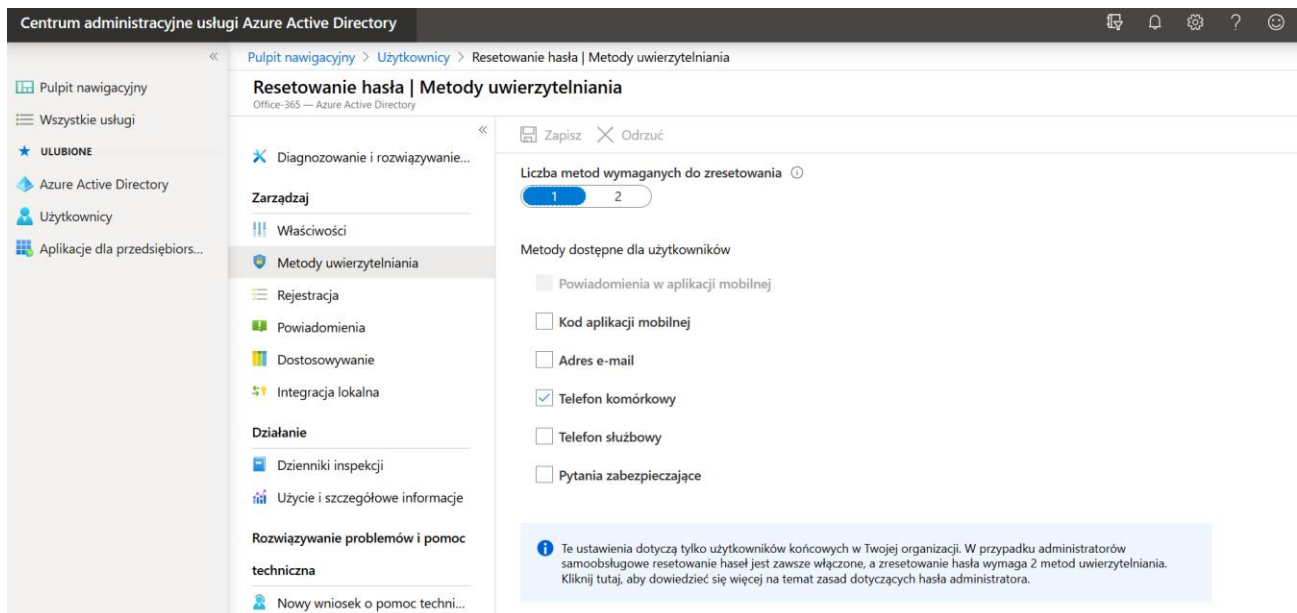 Centrum administracyjne usługi Azure Active Directory
Pulpit nawigacyjny > Użytkownicy > Resetowanie hasła | Metody uwierzytelniania
Resetowanie hasła | Metody uwierzytelniania
Office-365 — Azure Active Directory
Pulpit nawigacyjny
Wszystkie usługi
ULUBIONE
Azure Active Directory
Użytkownicy
Aplikacje dla przedsiębiors...
Diagnozowanie i rozwiązywanie...
Zarządzaj
Właściwości
Metody uwierzytelniania
Rejestracja
Powiadomienia
Dostosowywanie
Integracja lokalna
Działanie
Dzienniki inspekcji
Użycie i szczegółowe informacje
Rozwiązywanie problemów i pomoc
techniczna
Nowy wniosek o pomoc techni...
Zapisz Odrzuć
Liczba metod wymaganych do zresetowania
1 2
Metody dostępne dla użytkowników
Powiadomienia w aplikacji mobilnej
Kod aplikacji mobilnej
Adres e-mail
Telefon komórkowy
Telefon służbowy
Pytania zabezpieczające
Te ustawienia dotyczą tylko użytkowników końcowych w Twojej organizacji. W przypadku administratorów
samoobsługowe resetowanie haseł jest zawsze włączone, a zresetowanie hasła wymaga 2 metod uwierzytelniania.
Kliknij tutaj, aby dowiedzieć się więcej na temat zasad dotyczących hasła administratora.